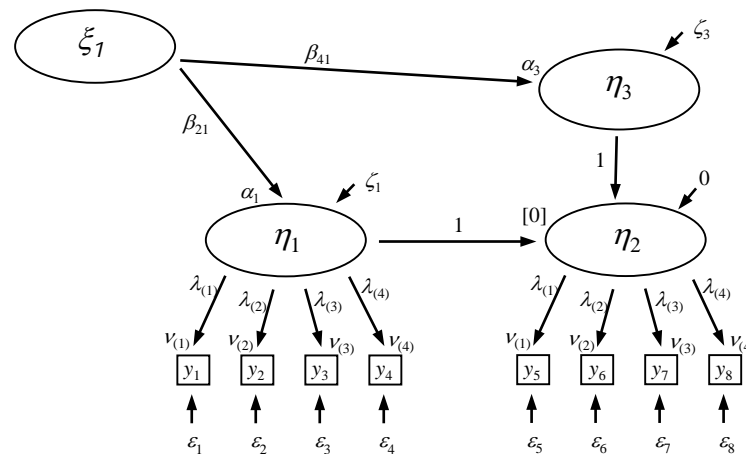 ξ₁
β₄₁
α₃
ζ₃
η₃
β₂₁
1
α₁
ζ₁
η₁
1
[0]
0
η₂
λ₍₁₎ λ₍₂₎ λ₍₃₎ λ₍₄₎ λ₍₁₎ λ₍₂₎ λ₍₃₎ λ₍₄₎
ν₍₁₎ ν₍₂₎ ν₍₃₎ ν₍₄₎ ν₍₁₎ ν₍₂₎ ν₍₃₎ ν₍₄
y₁ y₂ y₃ y₄ y₅ y₆ y₇ y₈
ε₁ ε₂ ε₃ ε₄ ε₅ ε₆ ε₇ ε₈